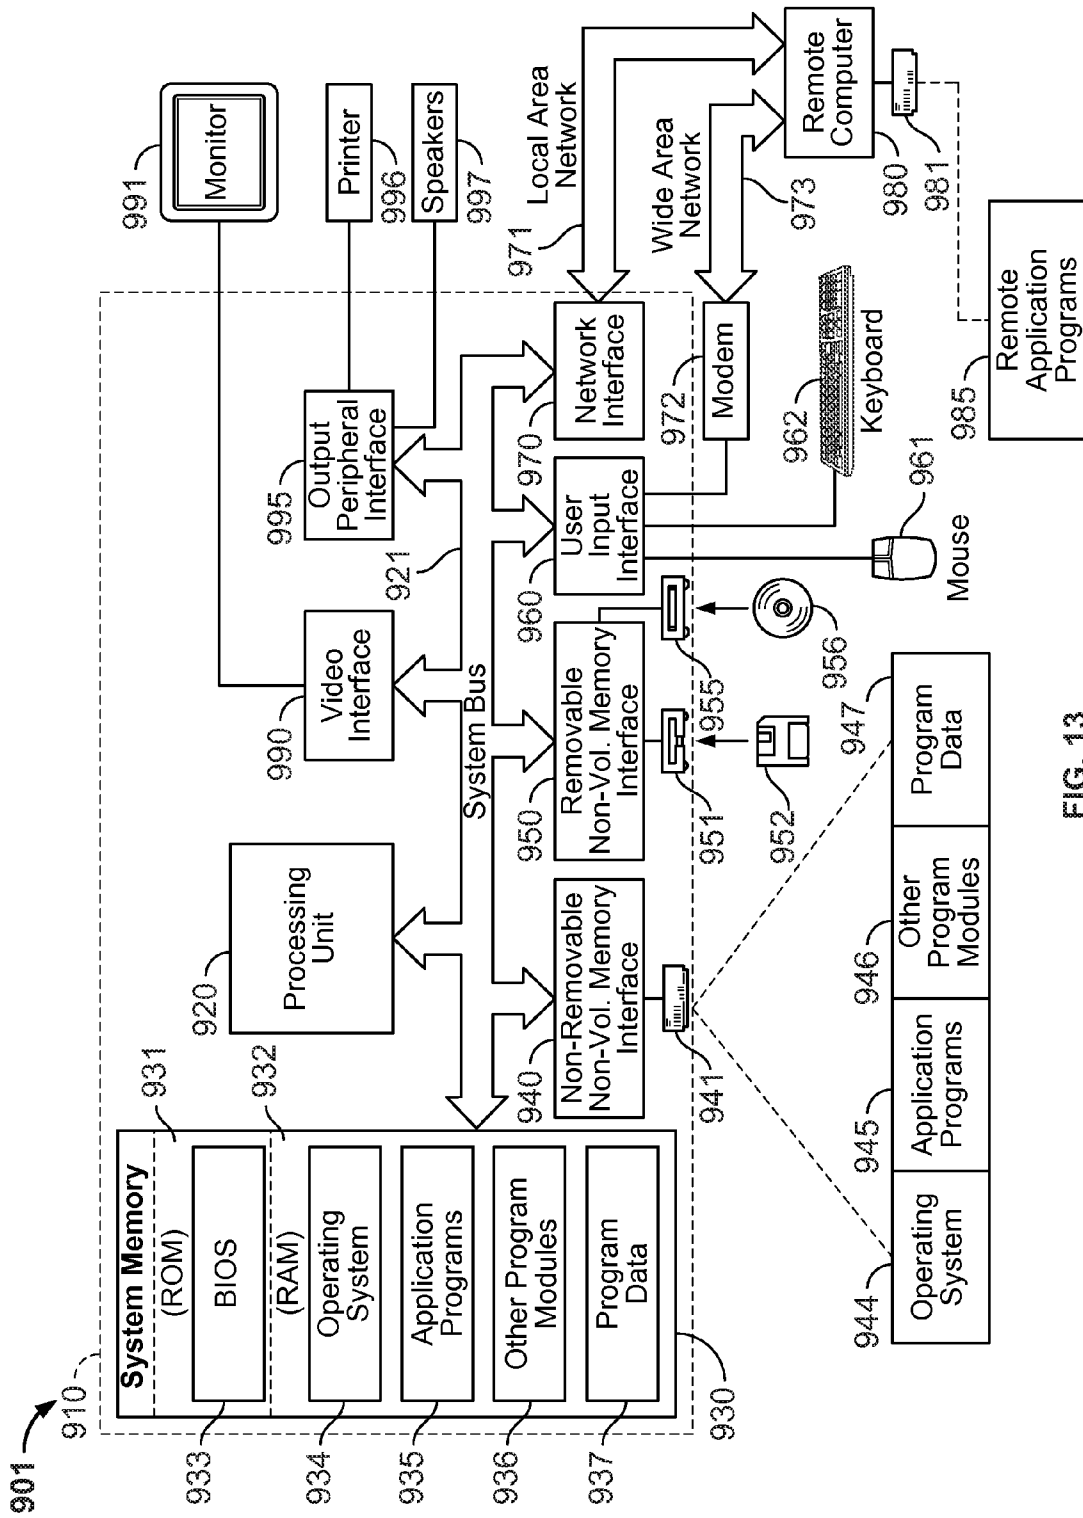 901
910
System Memory
(ROM)
931
BIOS
933
(RAM)
932
Operating
System
934
Application
Programs
935
Other Program
Modules
936
Program
Data
937
930
920
Processing
Unit
990
Video
Interface
995
Output
Peripheral
Interface
921
System Bus
991
Monitor
Printer
996
Speakers
997
940
Non-Removable
Non-Vol. Memory
Interface
950
Removable
Non-Vol. Memory
Interface
960
User
Input
Interface
970
Network
Interface
971
Local Area
Network
Wide Area
Network
973
972
Modem
Remote
Computer
980
981
941
951
955
952
956
Mouse
961
962
Keyboard
985
Remote
Application
Programs
944
Operating
System
945
Application
Programs
946
Other
Program
Modules
947
Program
Data
FIG. 13